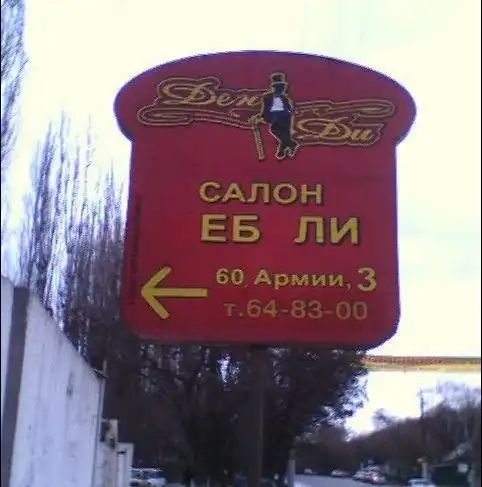 Ден Ди
САЛОН
ЕБ ЛИ
60 Армии, 3
т.64-83-00